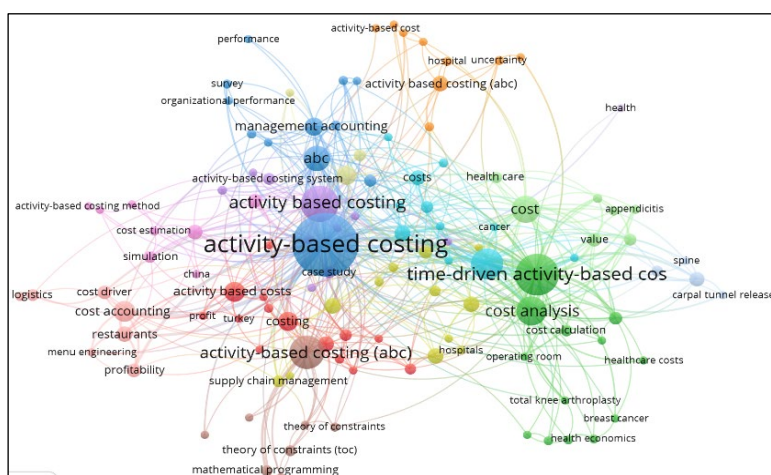 activity-based cost
performance
hospital
uncertainty
survey
activity based costing (abc)
organizational performance
health
management accounting
abc
activity-based costing system
costs
health care
activity-based costing method
activity based costing
cost
appendicitis
cost estimation
cancer
value
activity-based costing
simulation
case study
time-driven activity-based cos
spine
china
carpal tunnel release
logistics
cost driver
activity based costs
cost accounting
profit
turkey
costing
cost analysis
restaurants
cost calculation
menu engineering
activity-based costing (abc)
hospitals
operating room
healthcare costs
profitability
supply chain management
total knee arthroplasty
breast cancer
theory of constraints
health economics
theory of constraints (toc)
mathematical programming